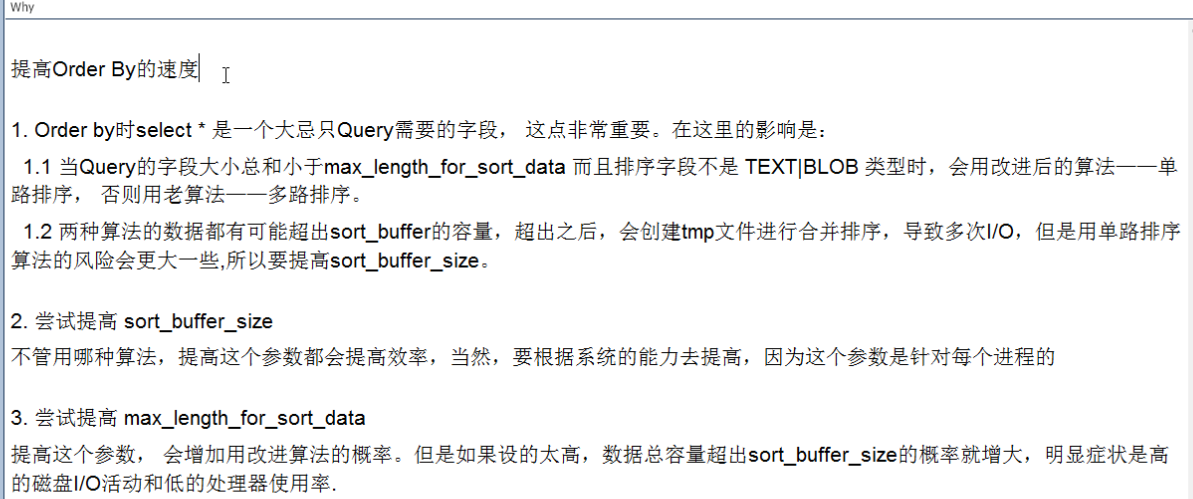 Why
提高Order By的速度
1. Order by时select * 是一个大忌只Query需要的字段， 这点非常重要。在这里的影响是：
1.1 当Query的字段大小总和小于max_length_for_sort_data 而且排序字段不是 TEXT|BLOB 类型时，会用改进后的算法——单
路排序， 否则用老算法——多路排序。
1.2 两种算法的数据都有可能超出sort_buffer的容量，超出之后，会创建tmp文件进行合并排序，导致多次I/O，但是用单路排序
算法的风险会更大一些,所以要提高sort_buffer_size。
2. 尝试提高 sort_buffer_size
不管用哪种算法，提高这个参数都会提高效率，当然，要根据系统的能力去提高，因为这个参数是针对每个进程的
3. 尝试提高 max_length_for_sort_data
提高这个参数， 会增加用改进算法的概率。但是如果设的太高，数据总容量超出sort_buffer_size的概率就增大，明显症状是高
的磁盘I/O活动和低的处理器使用率.